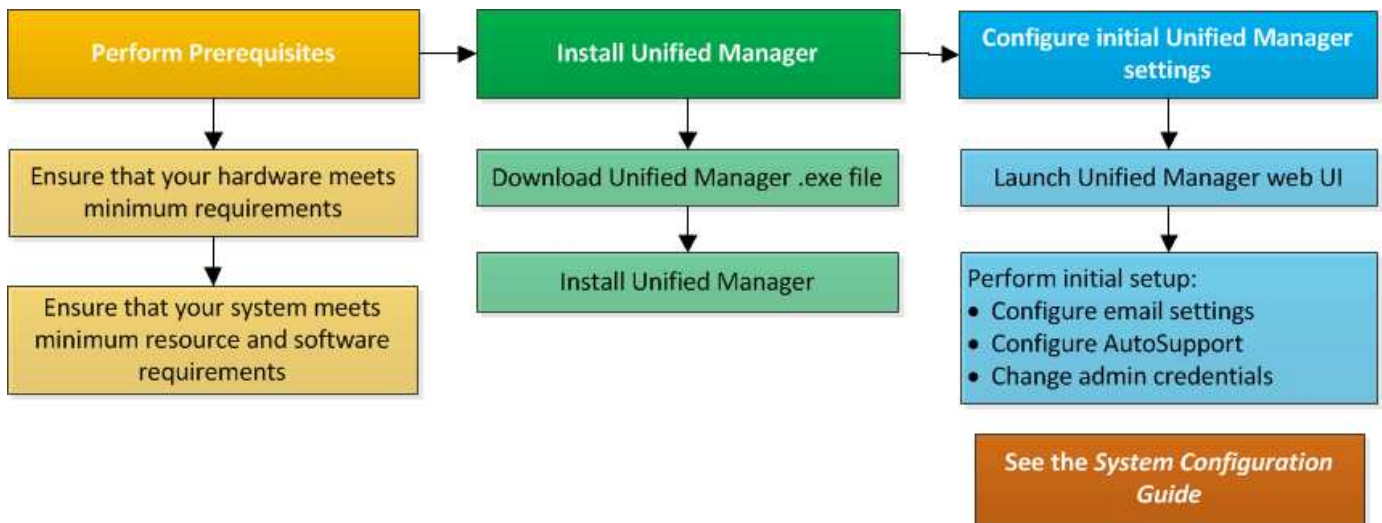 Perform Prerequisites
Install Unified Manager
Configure initial Unified Manager
settings
Ensure that your hardware meets
minimum requirements
Download Unified Manager .exe file
Launch Unified Manager web UI
Ensure that your system meets
minimum resource and software
requirements
Install Unified Manager
Perform initial setup:
• Configure email settings
• Configure AutoSupport
• Change admin credentials
See the System Configuration
Guide